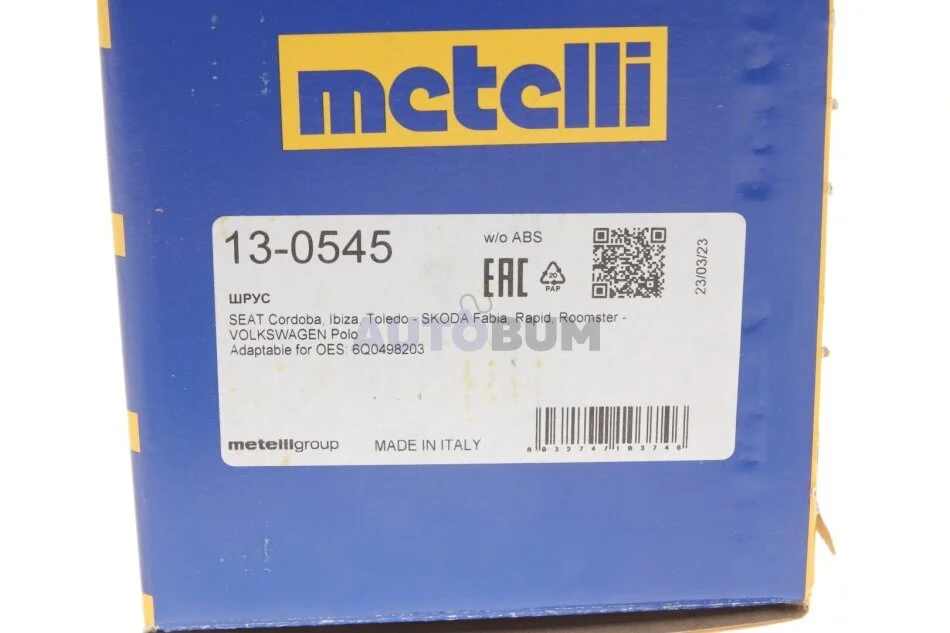 metelli
13-0545
w/o ABS
EAC
20
PAP
23/03/23
ШРУС
SEAT Cordoba, Ibiza, Toledo - SKODA Fabia, Rapid, Roomster -
VOLKSWAGEN Polo
Adaptable for OES: 6Q0498203
AUTOBUM
metelligroup
MADE IN ITALY
8032747163746